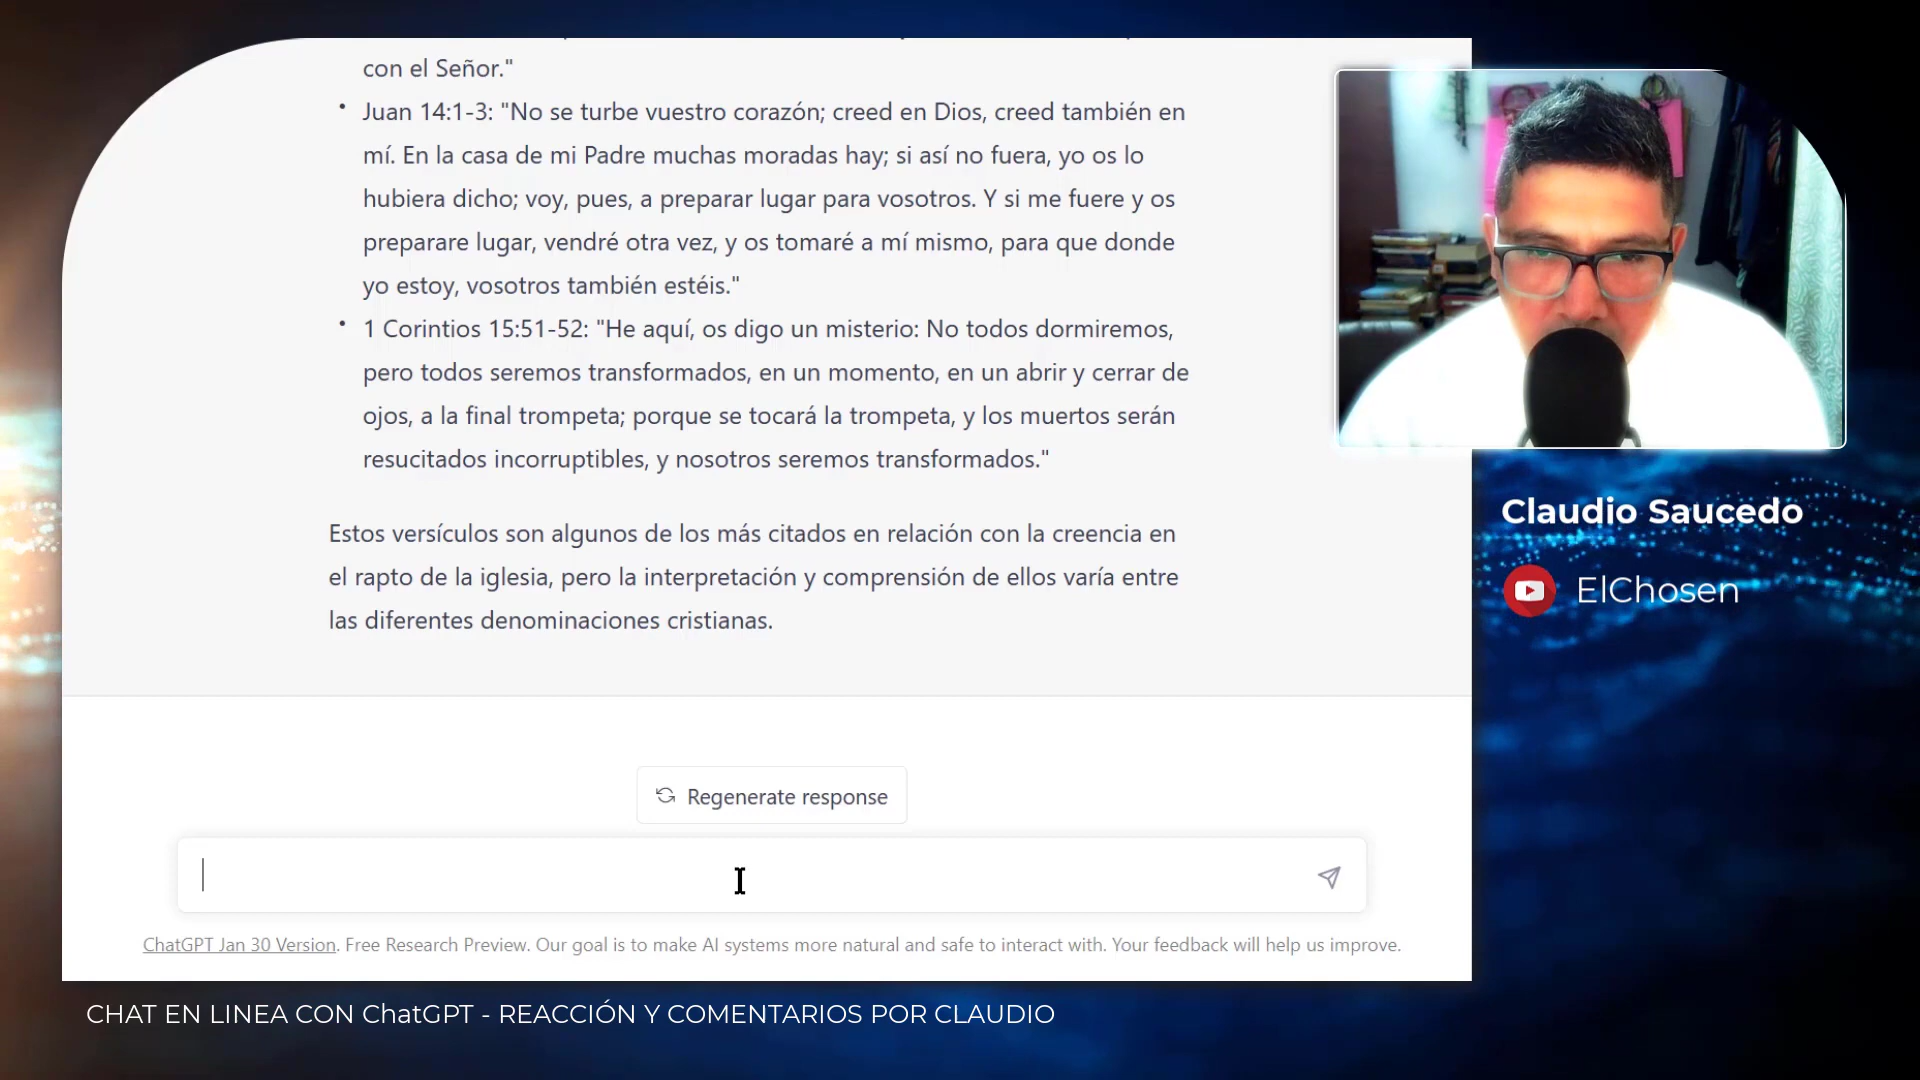 con el Señor."
• Juan 14:1-3: "No se turbe vuestro corazón; creed en Dios, creed también en
mí. En la casa de mi Padre muchas moradas hay; si así no fuera, yo os lo
hubiera dicho; voy, pues, a preparar lugar para vosotros. Y si me fuere y os
preparare lugar, vendré otra vez, y os tomaré a mí mismo, para que donde
yo estoy, vosotros también estéis."
• 1 Corintios 15:51-52: "He aquí, os digo un misterio: No todos dormiremos,
pero todos seremos transformados, en un momento, en un abrir y cerrar de
ojos, a la final trompeta; porque se tocará la trompeta, y los muertos serán
resucitados incorruptibles, y nosotros seremos transformados."
Estos versículos son algunos de los más citados en relación con la creencia en
el rapto de la iglesia, pero la interpretación y comprensión de ellos varía entre
las diferentes denominaciones cristianas.
Regenerate response
ChatGPT Jan 30 Version. Free Research Preview. Our goal is to make AI systems more natural and safe to interact with. Your feedback will help us improve.
Claudio Saucedo
ElChosen
CHAT EN LINEA CON ChatGPT - REACCIÓN Y COMENTARIOS POR CLAUDIO